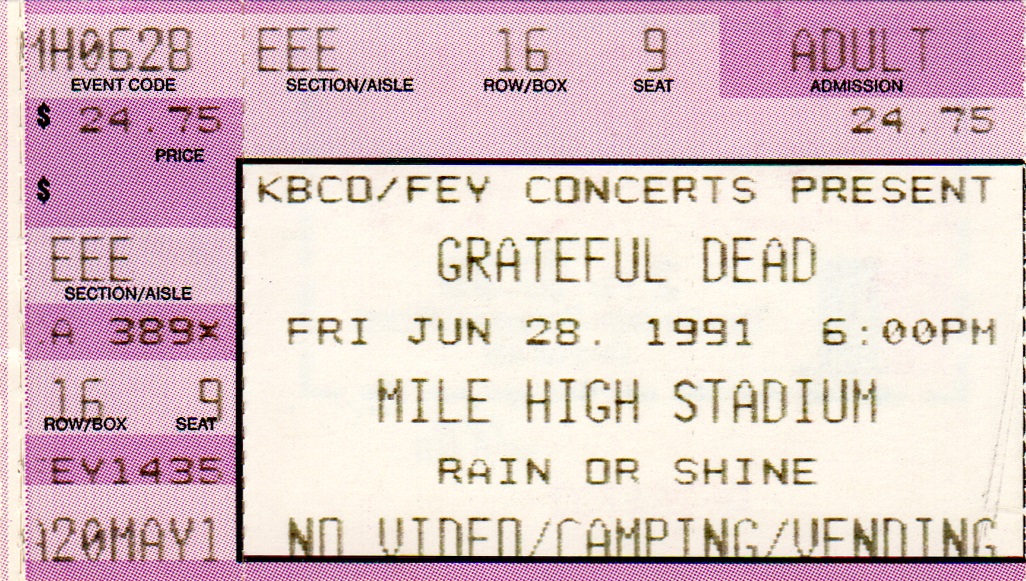 MH0628 EEE 16 9 ADULT
EVENT CODE SECTION/AISLE ROW/BOX SEAT ADMISSION
$ 24.75 24.75
PRICE
$
KBCO/FEY CONCERTS PRESENT
GRATEFUL DEAD
FRI JUN 28. 1991 6:00PM
MILE HIGH STADIUM
RAIN OR SHINE
NO VIDEO/CAMPING/VENDING
EEE
SECTION/AISLE
A 389x
16 9
ROW/BOX SEAT
EY1435
A20MAY1